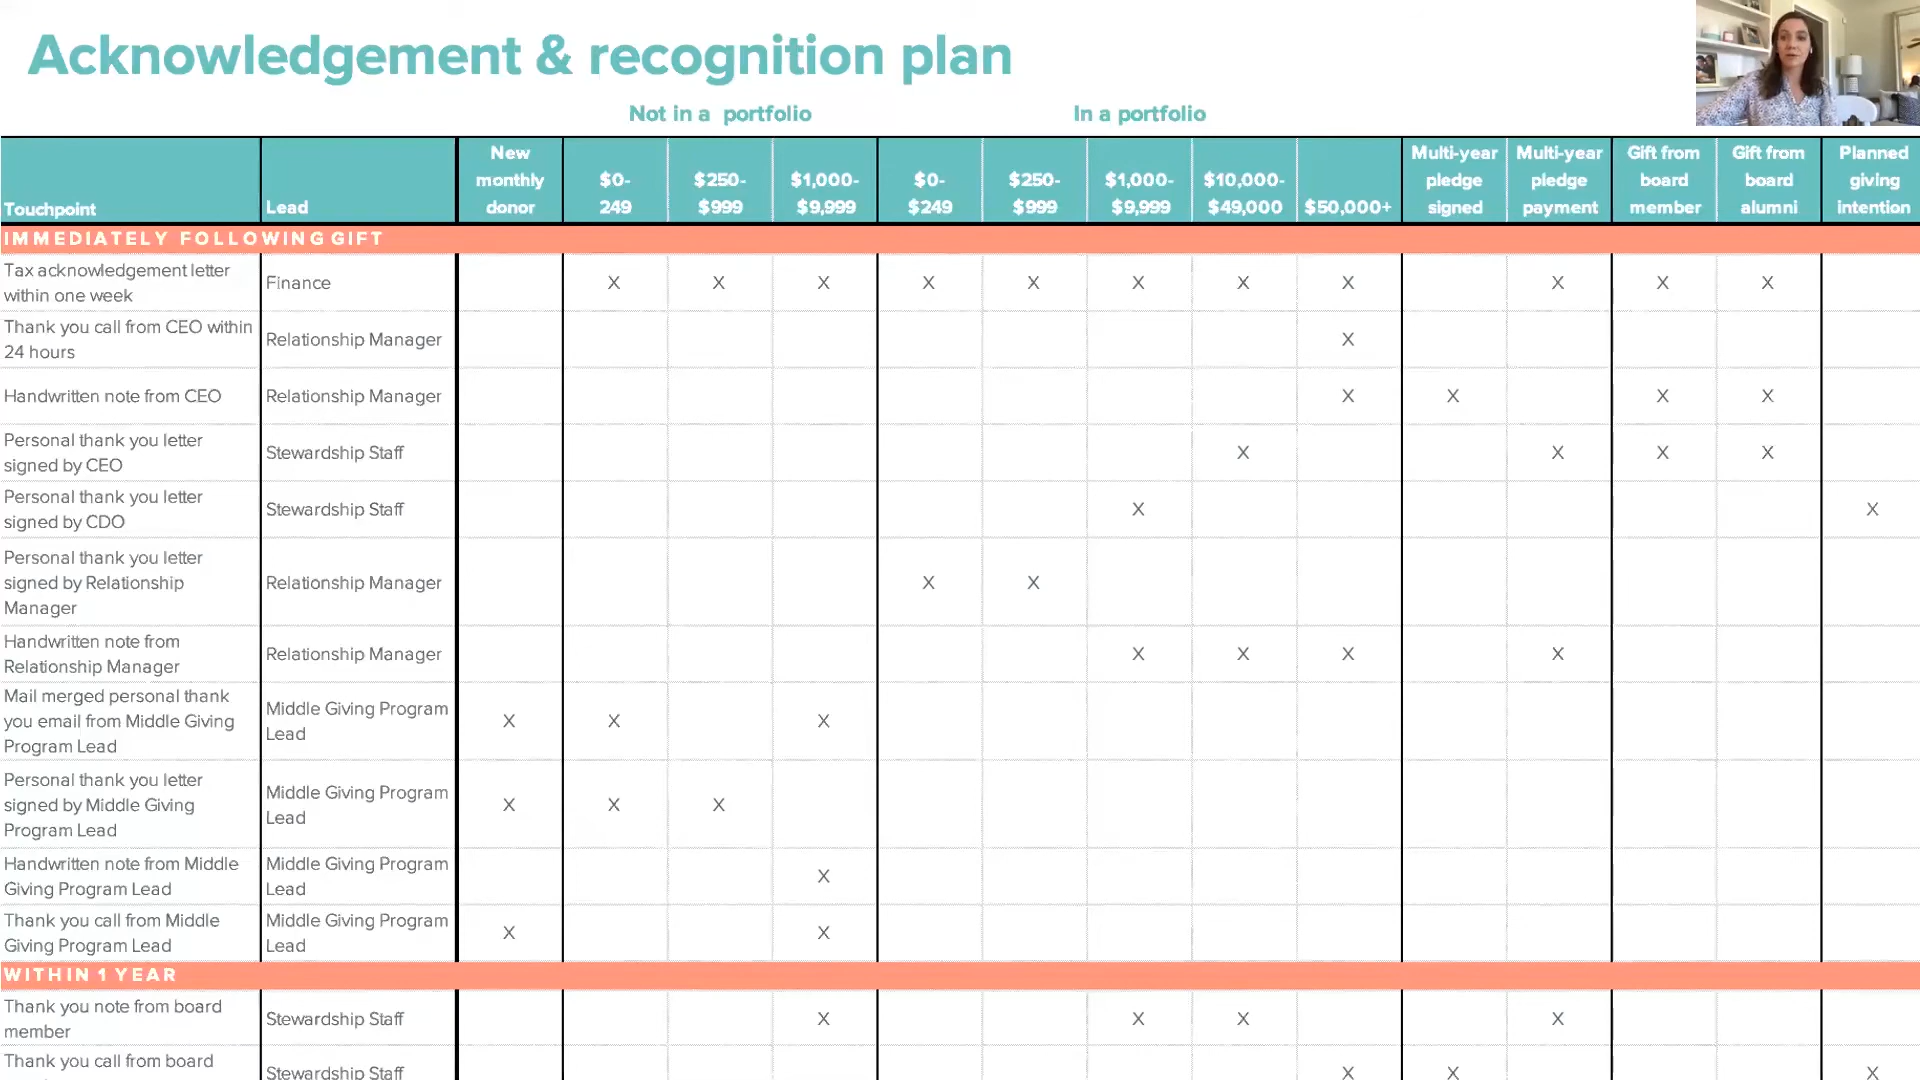 Acknowledgement & recognition plan
Not in a portfolio
In a portfolio
Touchpoint
Lead
New
monthly
donor
$0-
249
$250-
$999
$1,000-
$9,999
$0-
$249
$250-
$999
$1,000-
$9,999
$10,000-
$49,000
$50,000+
Multi-year
pledge
signed
Multi-year
pledge
payment
Gift from
board
member
Gift from
board
alumni
Planned
giving
intention
IMMEDIATELY FOLLOWING GIFT
Tax acknowledgement letter
within one week
Finance
X X X X X X X X X X X
Thank you call from CEO within
24 hours
Relationship Manager
X
Handwritten note from CEO
Relationship Manager
X X X X
Personal thank you letter
signed by CEO
Stewardship Staff
X X X X
Personal thank you letter
signed by CDO
Stewardship Staff
X X
Personal thank you letter
signed by Relationship
Manager
Relationship Manager
X X
Handwritten note from
Relationship Manager
Relationship Manager
X X X X
Mail merged personal thank
you email from Middle Giving
Program Lead
Middle Giving Program
Lead
X X X
Personal thank you letter
signed by Middle Giving
Program Lead
Middle Giving Program
Lead
X X X
Handwritten note from Middle
Giving Program Lead
Middle Giving Program
Lead
X
Thank you call from Middle
Giving Program Lead
Middle Giving Program
Lead
X X
WITHIN 1 YEAR
Thank you note from board
member
Stewardship Staff
X X X X
Thank you call from board
Stewardship Staff
X X X